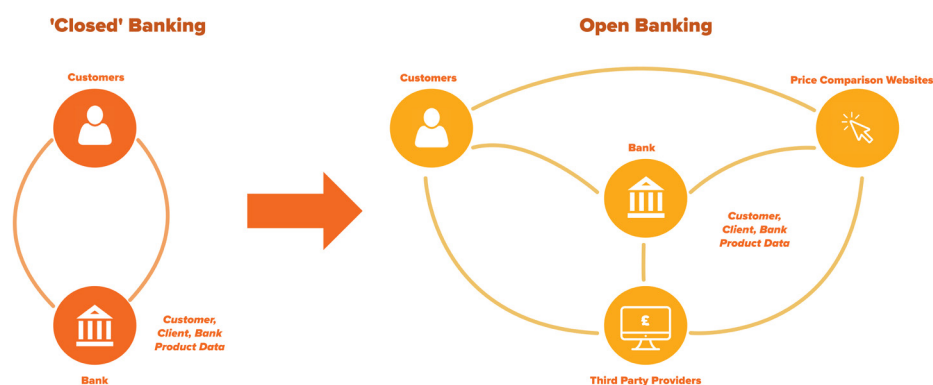 'Closed' Banking
Customers
Customer,
Client, Bank
Product Data
Bank
Open Banking
Customers
Price Comparison Websites
Bank
Customer,
Client, Bank
Product Data
£
Third Party Providers